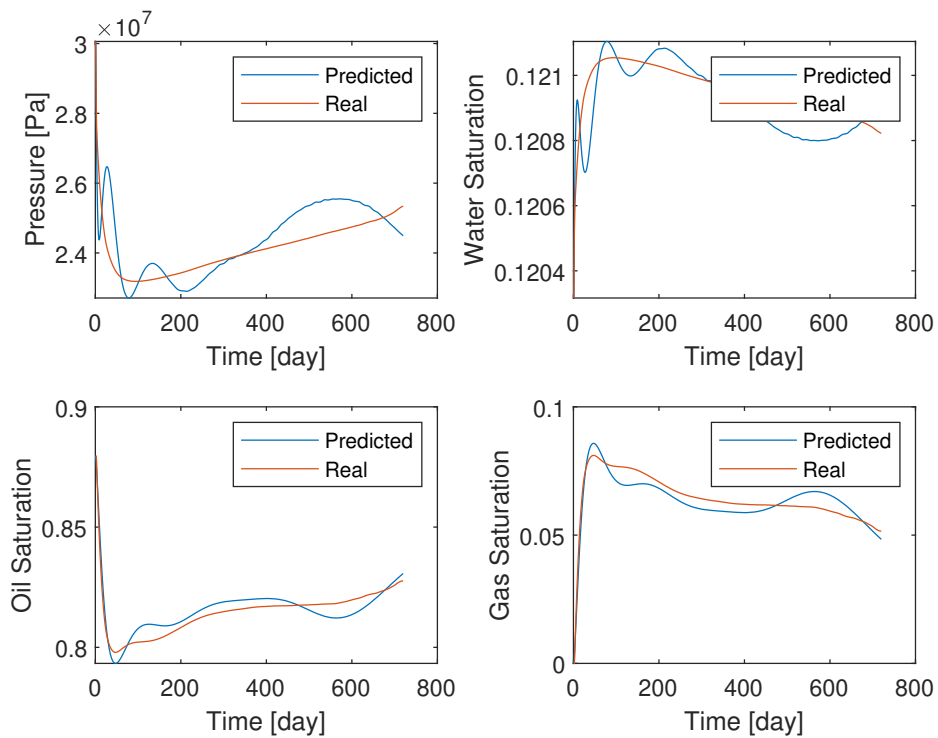 ×10⁷
3
2.8
2.6
2.4
0 200 400 600 800
Pressure [Pa]
Time [day]
Predicted
Real
0.121
0.1208
0.1206
0.1204
0 200 400 600 800
Water Saturation
Time [day]
Predicted
Real
0.9
0.85
0.8
0 200 400 600 800
Oil Saturation
Time [day]
Predicted
Real
0.1
0.05
0
0 200 400 600 800
Gas Saturation
Time [day]
Predicted
Real